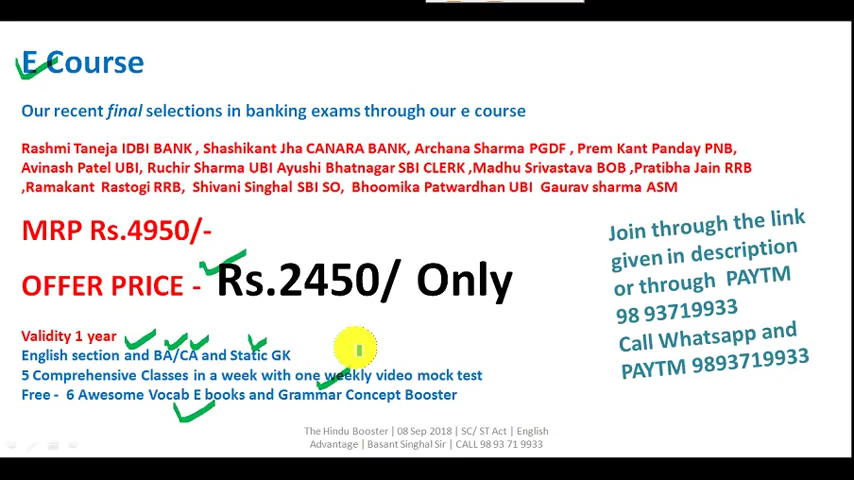 E Course
Our recent final selections in banking exams through our e course
Rashmi Taneja IDBI BANK , Shashikant Jha CANARA BANK, Archana Sharma PGDF , Prem Kant Panday PNB,
Avinash Patel UBI, Ruchir Sharma UBI Ayushi Bhatnagar SBI CLERK ,Madhu Srivastava BOB ,Pratibha Jain RRB
,Ramakant Rastogi RRB, Shivani Singhal SBI SO, Bhoomika Patwardhan UBI Gaurav sharma ASM
MRP Rs.4950/-
OFFER PRICE - Rs.2450/ Only
Validity 1 year
English section and BA/CA and Static GK
5 Comprehensive Classes in a week with one weekly video mock test
Free - 6 Awesome Vocab E books and Grammar Concept Booster
Join through the link
given in description
or through PAYTM
98 93719933
Call Whatsapp and
PAYTM 9893719933
The Hindu Booster | 08 Sep 2018 | SC/ ST Act | English
Advantage | Basant Singhal Sir | CALL 98 93 71 9933